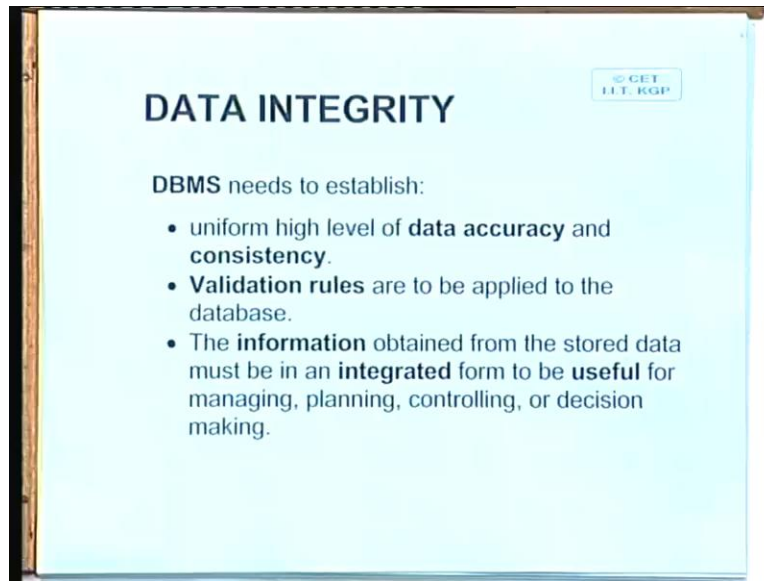 © CET
I.I.T. KGP
DATA INTEGRITY
DBMS needs to establish:
• uniform high level of data accuracy and
consistency.
• Validation rules are to be applied to the
database.
• The information obtained from the stored data
must be in an integrated form to be useful for
managing, planning, controlling, or decision
making.